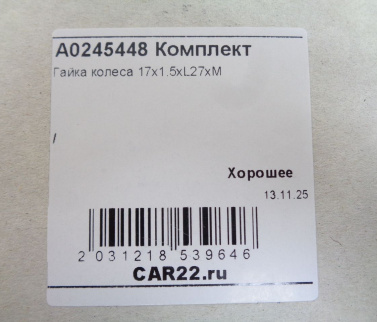 A0245448 Комплект
Гайка колеса 17x1.5xL27xM
/
Хорошее
13.11.25
2 031218 539646
CAR22.ru